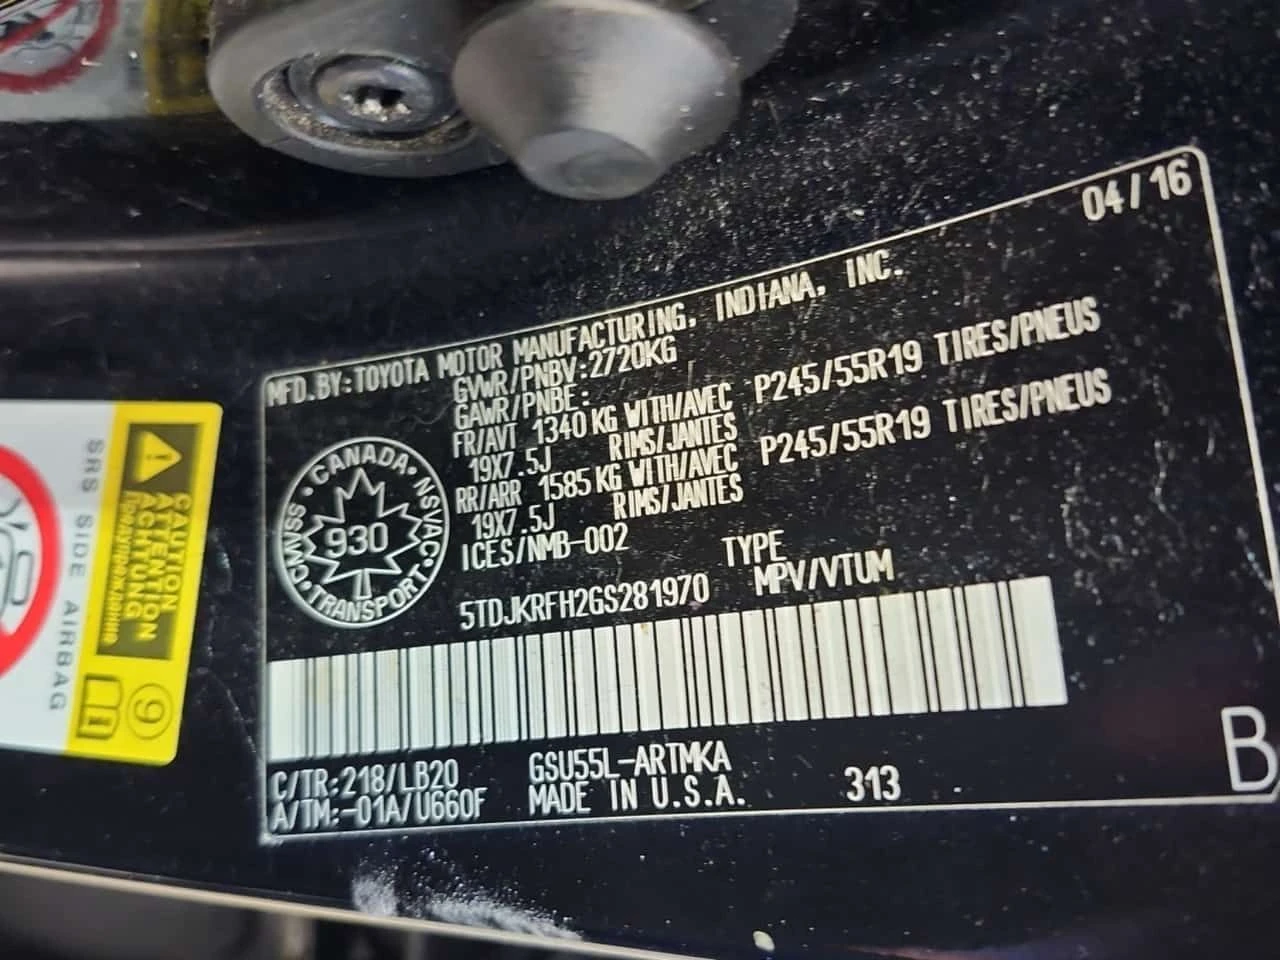 04/16
MFD.BY:TOYOTA MOTOR MANUFACTURING, INDIANA, INC.
GVWR/PNBV:2720KG
GAWR/PNBE:
FR/AVT 1340 KG WITH/AVEC P245/55R19 TIRES/PNEUS
19X7.5J RIMS/JANTES
RR/ARR 1585 KG WITH/AVEC P245/55R19 TIRES/PNEUS
19X7.5J RIMS/JANTES
ICES/NMB-002
CANADA
NSVAC
TRANSPORT
CMVSS
930
TYPE
5TDJKRFH2GS281970 MPV/VTUM
C/TR:218/LB20 GSU55L-ARTMKA
A/TM:-01A/U660F MADE IN U.S.A. 313
B
SRS SIDE AIRBAG
CAUTION
ATTENTION
ACHTUNG
9